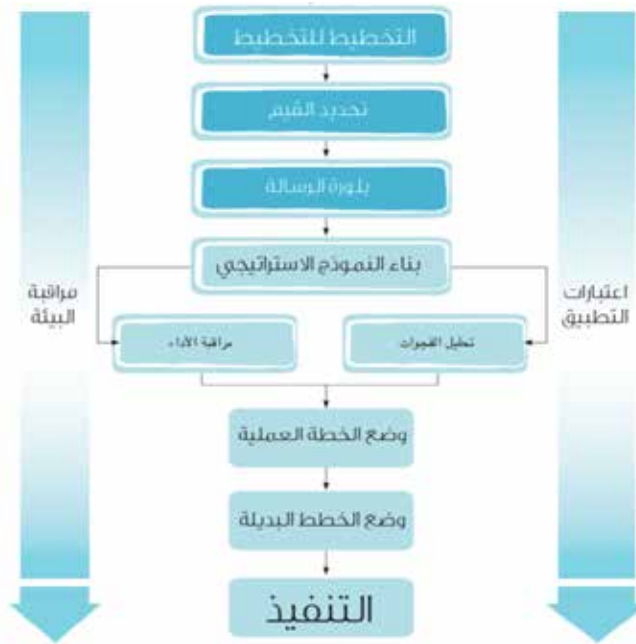 التخطيط للتخطيط
تحديد القيم
بلورة الرسالة
بناء النموذج الاستراتيجي
اعتبارات
التطبيق
مراقبة
البيئة
تحليل الفجوات
مراقبة الأداء
وضع الخطة العملية
وضع الخطط البديلة
التنفيذ